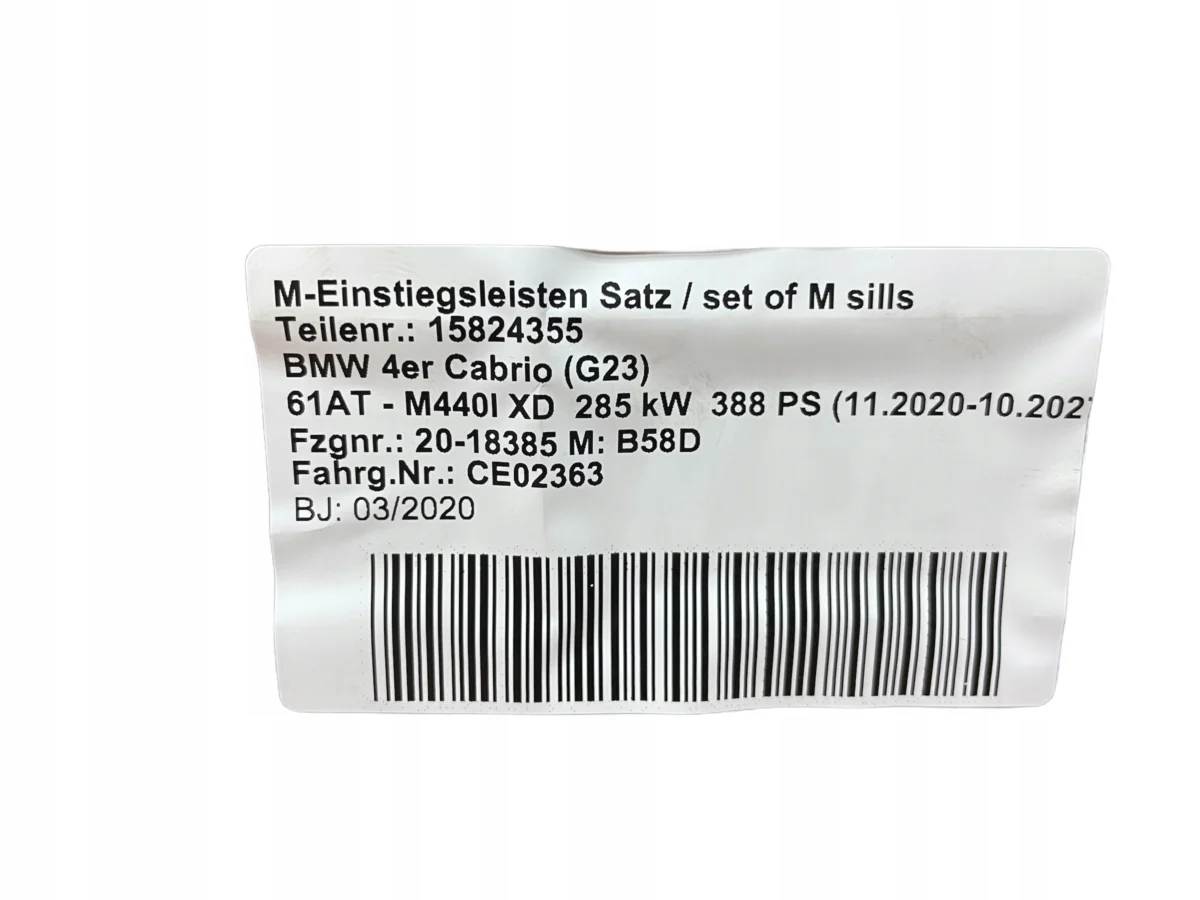 M-Einstiegsleisten Satz / set of M sills
Teilenr.: 15824355
BMW 4er Cabrio (G23)
61AT - M440I XD 285 kW 388 PS (11.2020-10.202
Fzgnr.: 20-18385 M: B58D
Fahrg.Nr.: CE02363
BJ: 03/2020